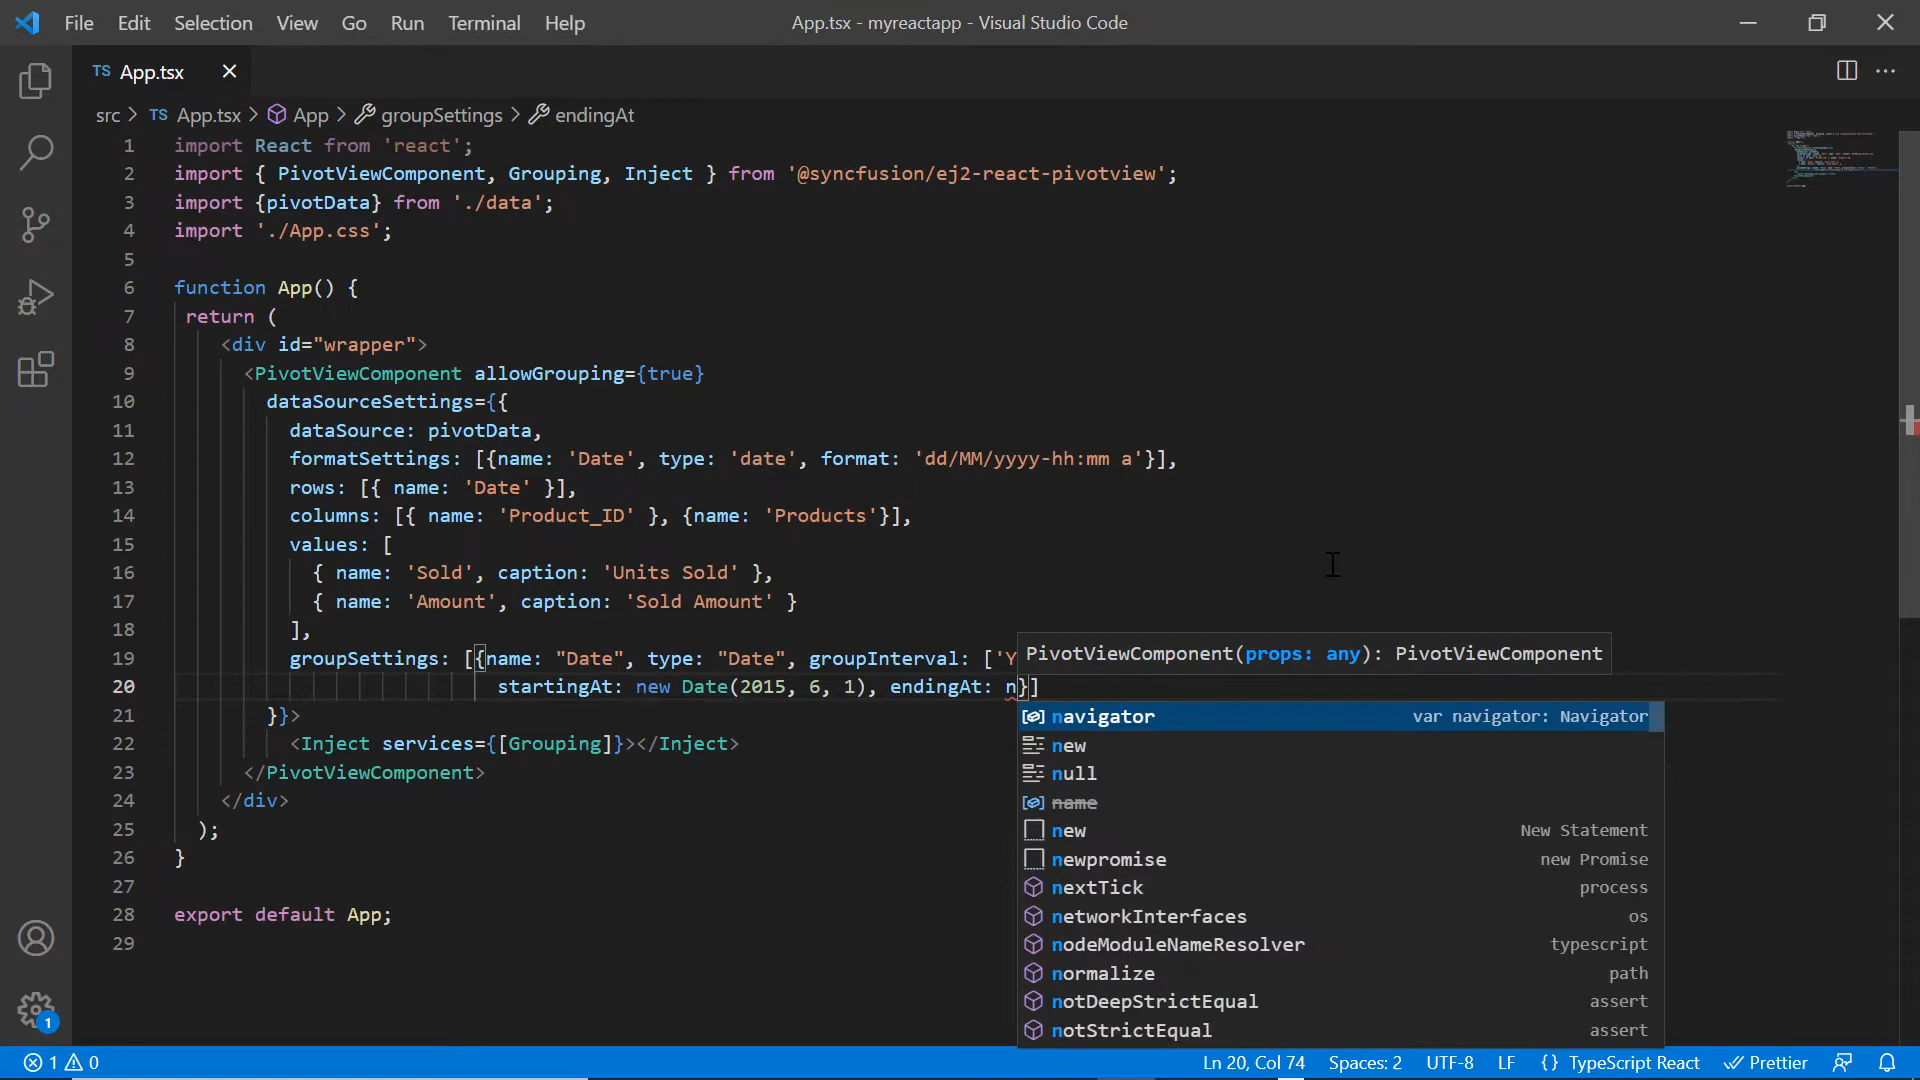 File Edit Selection View Go Run Terminal Help App.tsx - myreactapp - Visual Studio Code
TS App.tsx
src > TS App.tsx > App > groupSettings > endingAt
1 import React from 'react';
2 import { PivotViewComponent, Grouping, Inject } from '@syncfusion/ej2-react-pivotview';
3 import {pivotData} from './data';
4 import './App.css';
5
6 function App() {
7 return (
8 <div id="wrapper">
9 <PivotViewComponent allowGrouping={true}
10 dataSourceSettings={{
11 dataSource: pivotData,
12 formatSettings: [{name: 'Date', type: 'date', format: 'dd/MM/yyyy-hh:mm a'}],
13 rows: [{ name: 'Date' }],
14 columns: [{ name: 'Product_ID' }, {name: 'Products'}],
15 values: [
16 { name: 'Sold', caption: 'Units Sold' },
17 { name: 'Amount', caption: 'Sold Amount' }
18 ],
19 groupSettings: [{name: "Date", type: "Date", groupInterval: ['Y
PivotViewComponent(props: any): PivotViewComponent
20 startingAt: new Date(2015, 6, 1), endingAt: n}]
21 }}>
22 <Inject services={[Grouping]}></Inject>
23 </PivotViewComponent>
24 </div>
25 );
26 }
27
28 export default App;
29
navigator var navigator: Navigator
new
null
name
new New Statement
newpromise new Promise
nextTick process
networkInterfaces os
nodeModuleNameResolver typescript
normalize path
notDeepStrictEqual assert
notStrictEqual assert
1
1 0 Ln 20, Col 74 Spaces: 2 UTF-8 LF {} TypeScript React Prettier